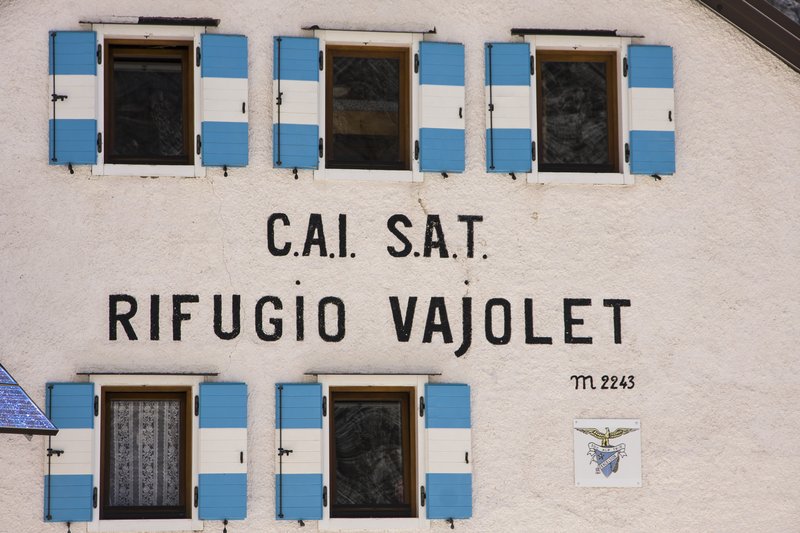 C.A.I. S.A.T.
RIFUGIO VAJOLET
m 2243